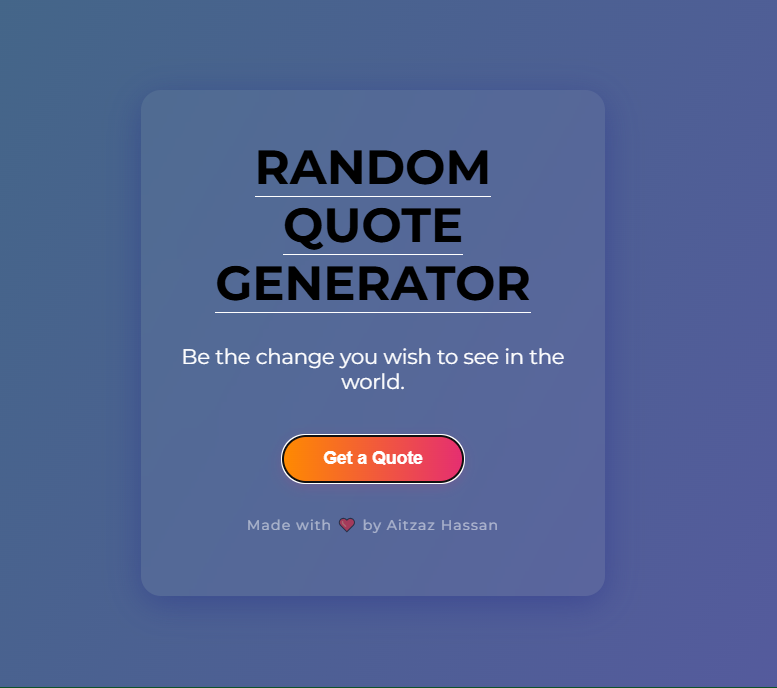 RANDOM
QUOTE
GENERATOR
Be the change you wish to see in the
world.
Get a Quote
Made with ❤️ by Aitzaz Hassan